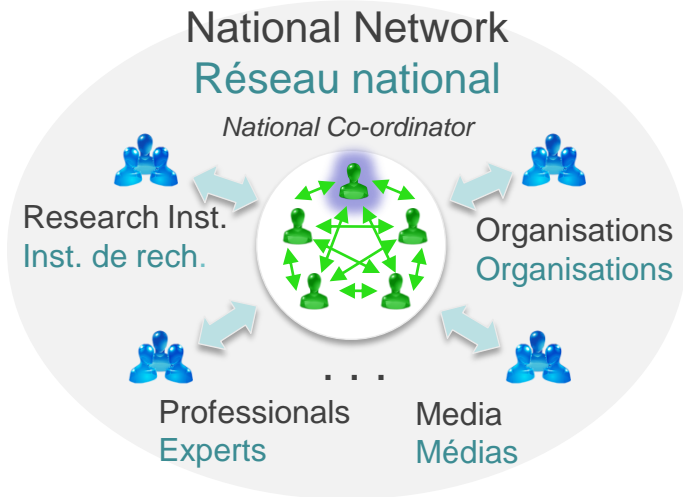 National Network
Réseau national
National Co-ordinator
Research Inst.
Inst. de rech.
Organisations
Organisations
. . .
Professionals
Experts
Media
Médias